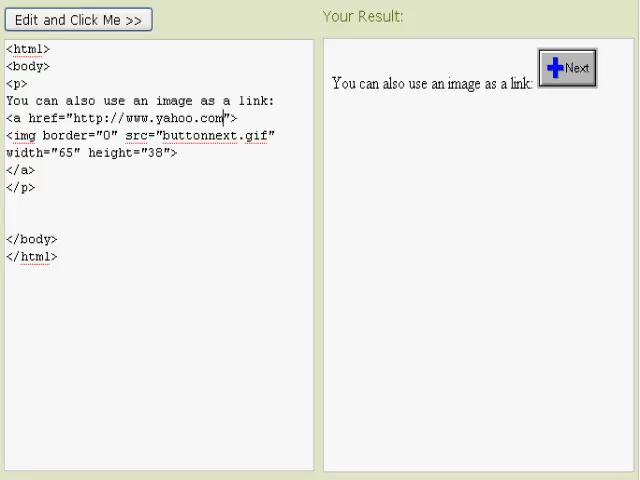 Edit and Click Me >>
Your Result:
<html>
<body>
<p>
You can also use an image as a link:
<a href="http://www.yahoo.com">
<img border="0" src="buttonnext.gif"
width="65" height="38">
</a>
</p>
</body>
</html>
You can also use an image as a link: Next